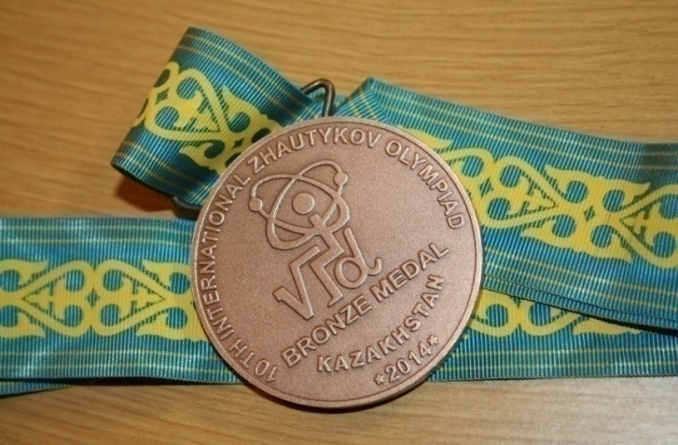 10TH INTERNATIONAL ZHAUTYKOV OLYMPIAD
BRONZE MEDAL
KAZAKHSTAN
*2014*